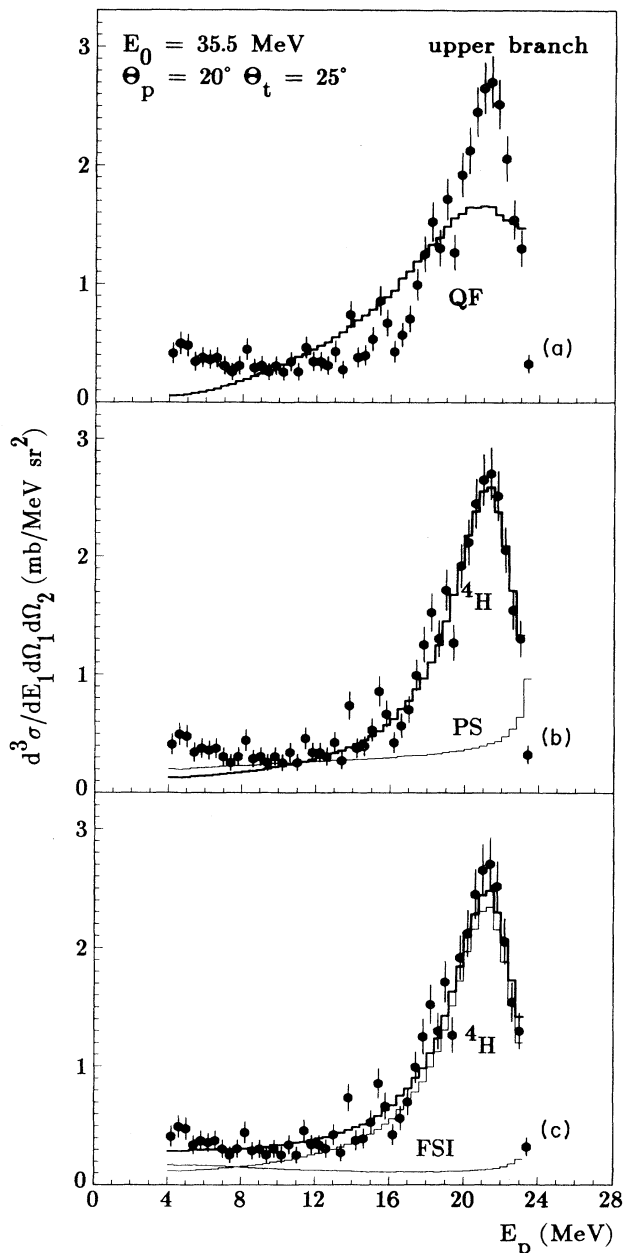 E₀ = 35.5 MeV
Θp = 20° Θt = 25°
upper branch
3
2
1
0
QF
(a)
3
2
1
0
⁴H
PS
(b)
3
2
1
0
⁴H
FSI
(c)
0 4 8 12 16 20 24 28
Ep (MeV)
d³σ/dE₁dΩ₁dΩ₂ (mb/MeV sr²)